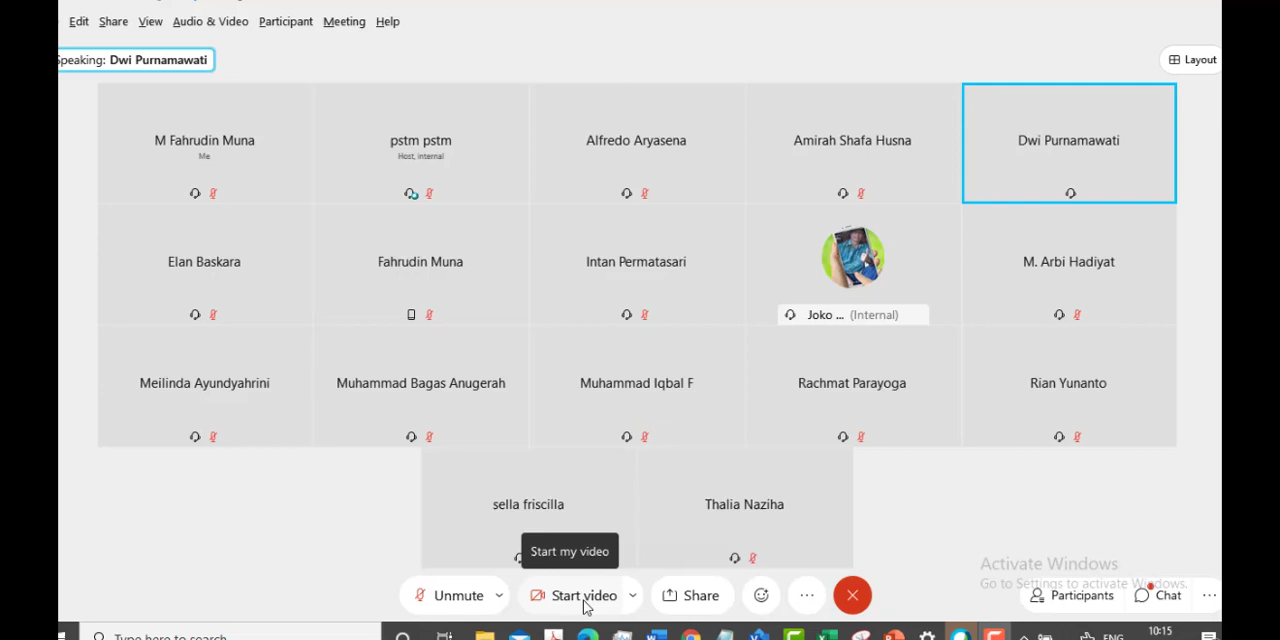 Edit Share View Audio & Video Participant Meeting Help
Speaking: Dwi Purnamawati
Layout
M Fahrudin Muna
Me
pstm pstm
Host, internal
Alfredo Aryasena
Amirah Shafa Husna
Dwi Purnamawati
Elan Baskara
Fahrudin Muna
Intan Permatasari
Joko ... (Internal)
M. Arbi Hadiyat
Meilinda Ayundyahrini
Muhammad Bagas Anugerah
Muhammad Iqbal F
Rachmat Parayoga
Rian Yunanto
sella friscilla
Thalia Naziha
Start my video
Activate Windows
Go to Settings to activate Windows.
Unmute
Start video
Share
Participants
Chat
Type here to search
ENG
10:15